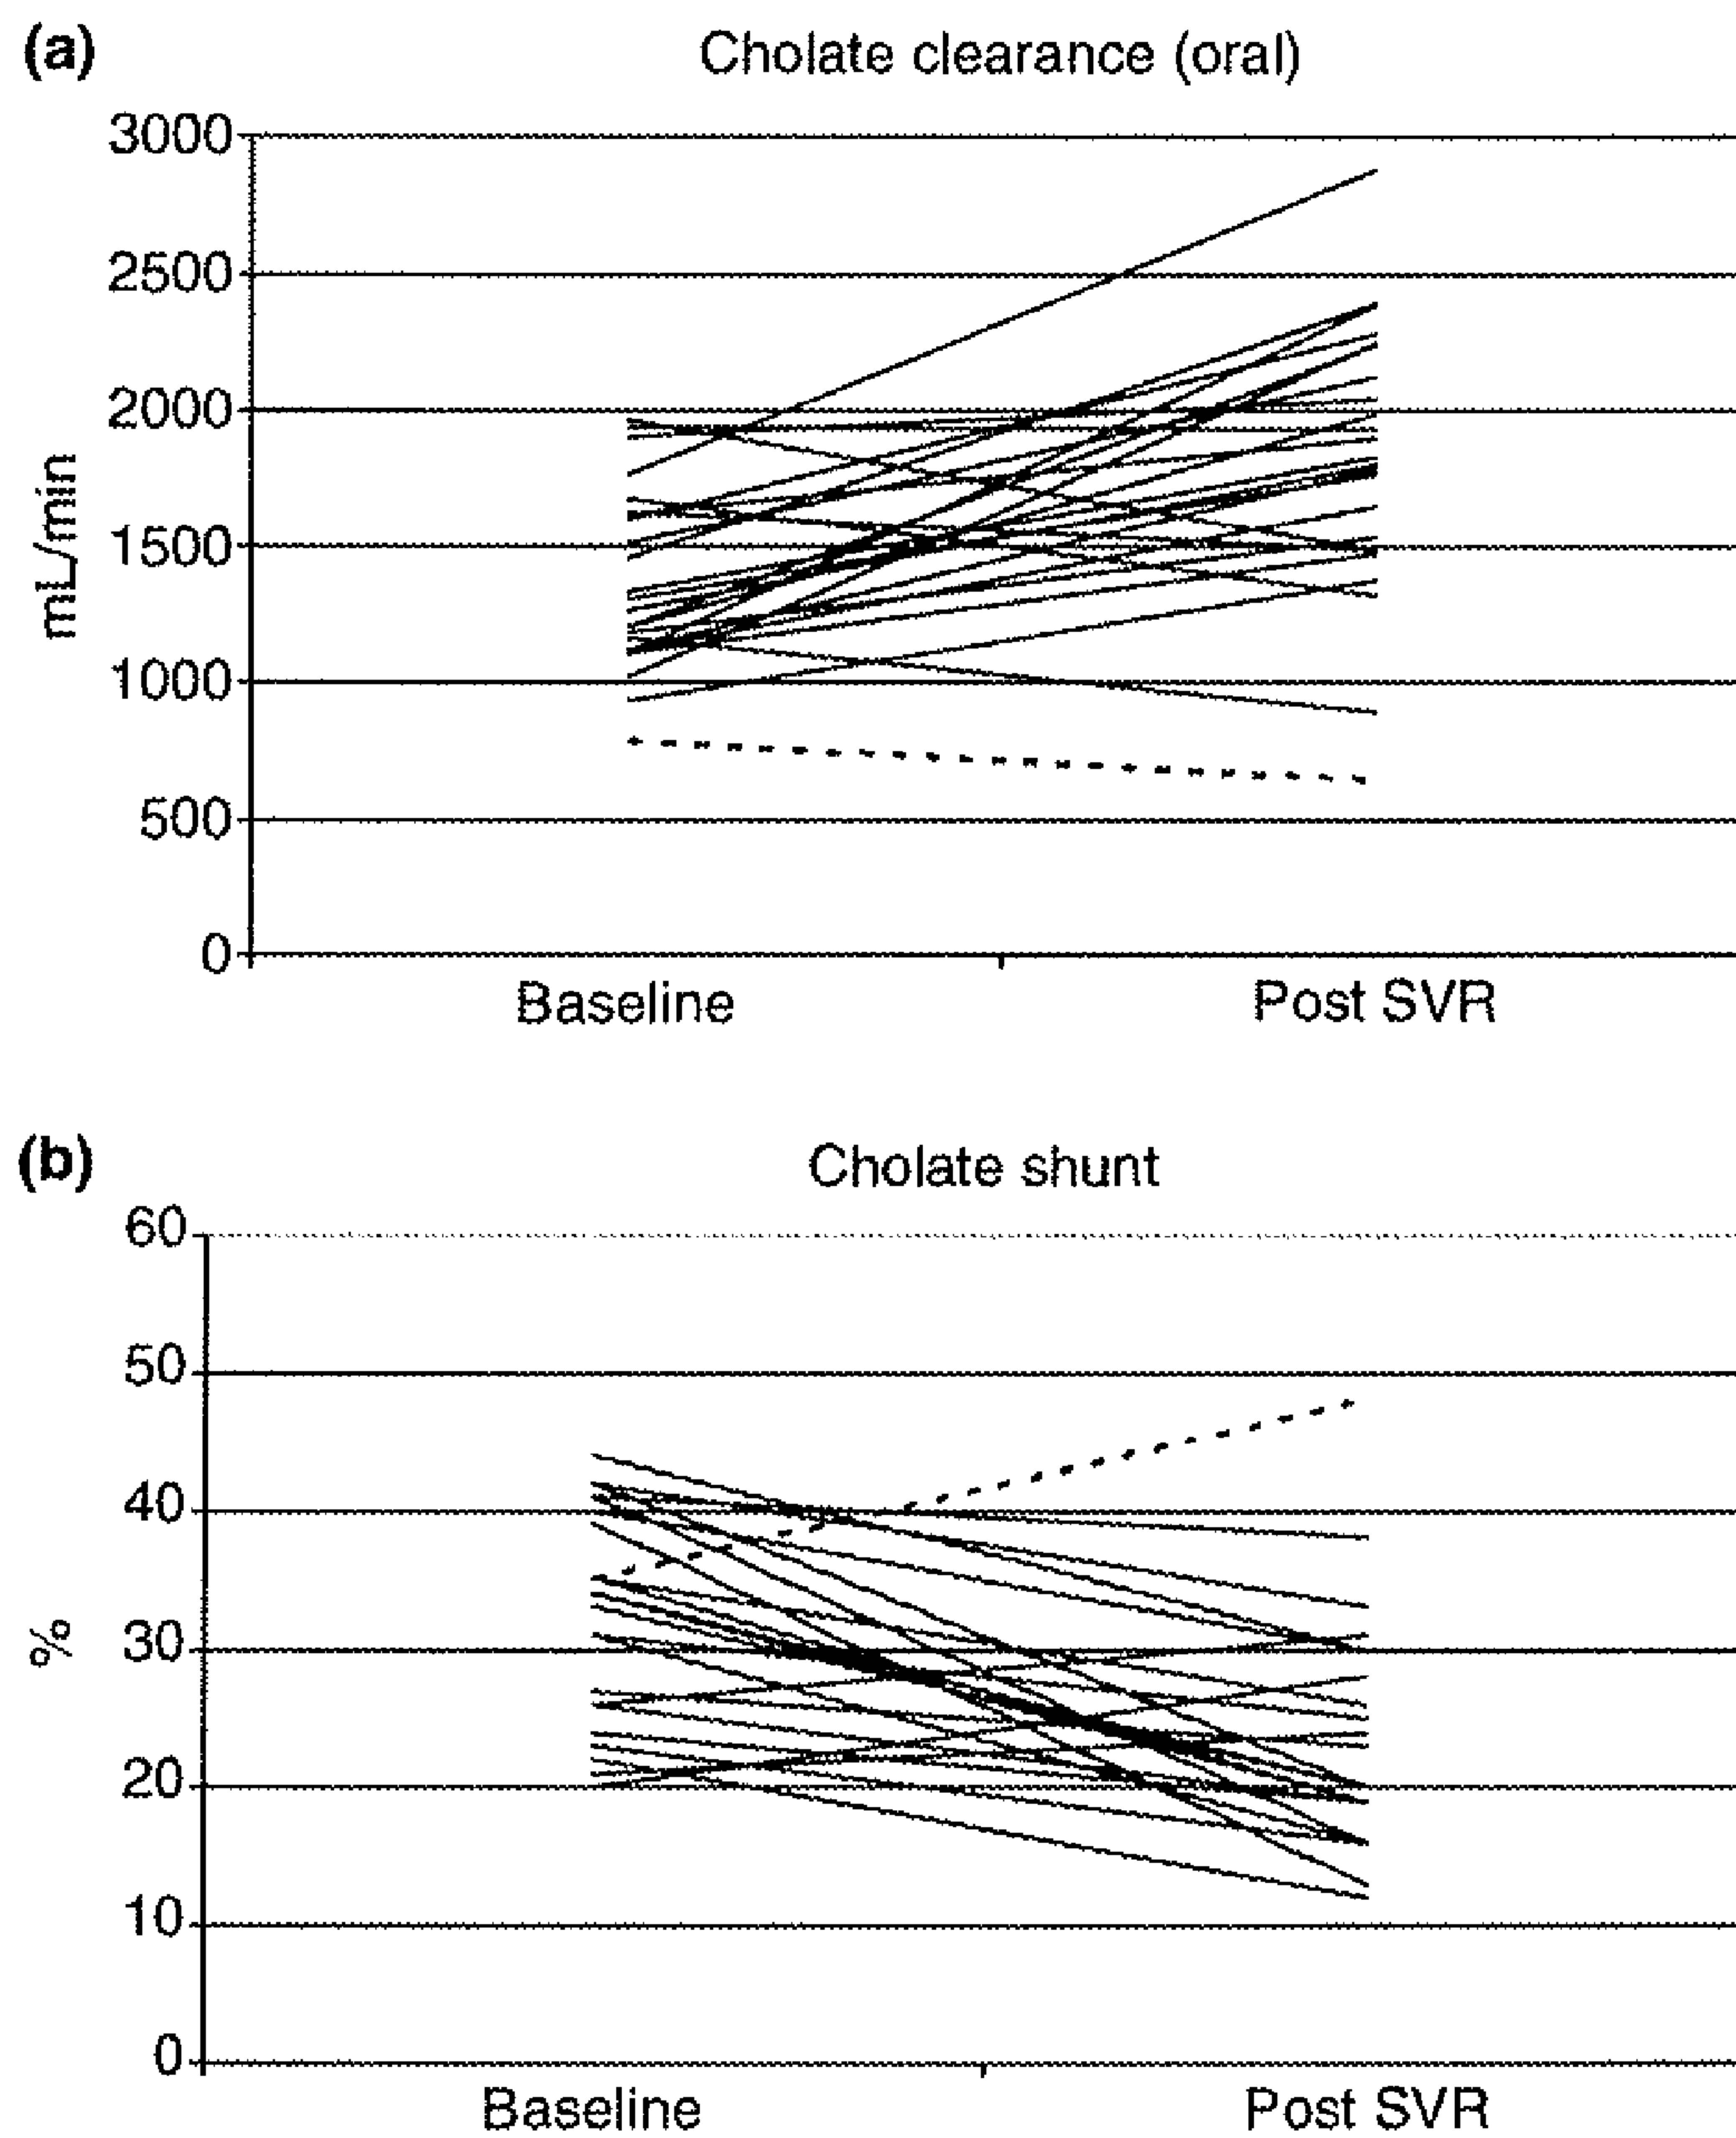 (a)
Cholate clearance (oral)
3000
2500
2000
1500
1000
500
0
mL/min
Baseline Post SVR
(b)
Cholate shunt
60
50
40
30
20
10
0
%
Baseline Post SVR